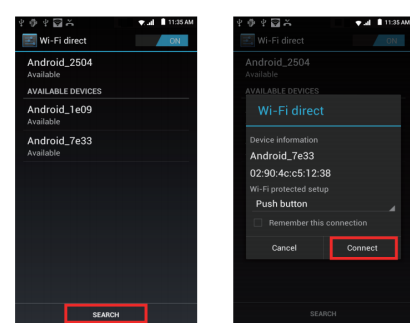 11:35 AM
Wi-Fi direct
ON
Android_2504
Available
AVAILABLE DEVICES
Android_1e09
Available
Android_7e33
Available
SEARCH
11:35 AM
Wi-Fi direct
ON
Android_2504
Available
AVAILABLE DEVICES
Wi-Fi direct
Device information
Android_7e33
02:90:4c:c5:12:38
Wi-Fi protected setup
Push button
Remember this connection
Cancel
Connect
SEARCH